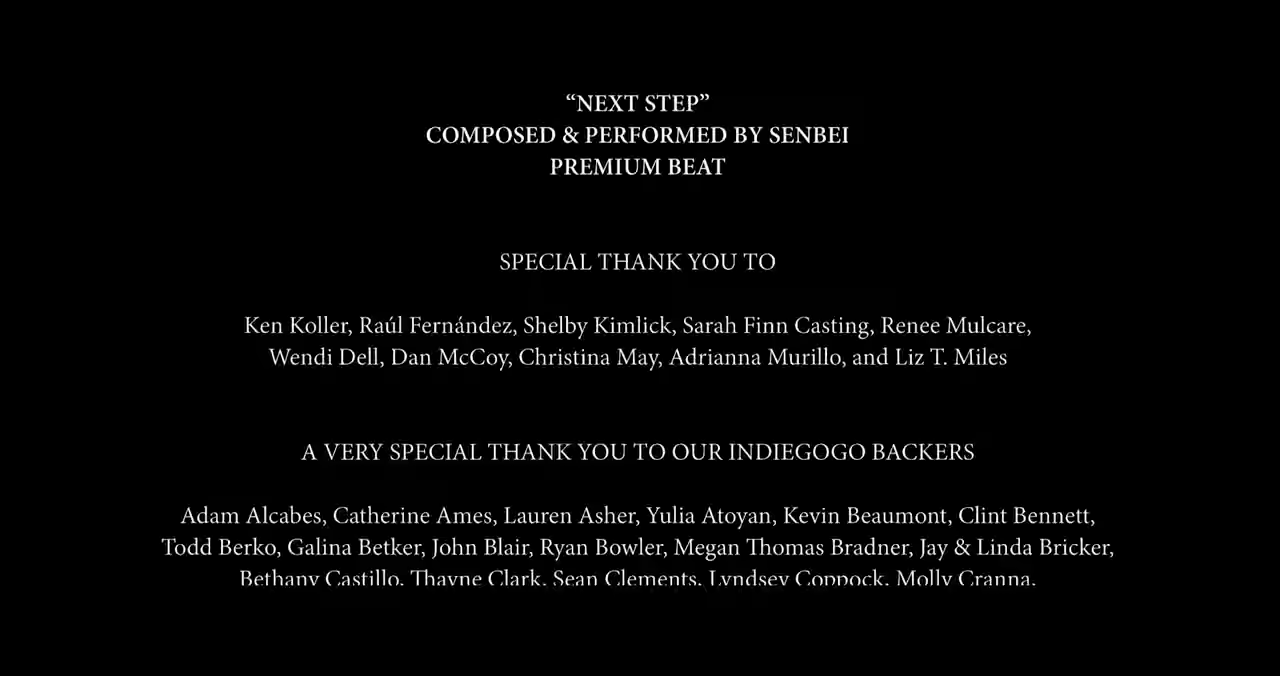 “NEXT STEP”
COMPOSED & PERFORMED BY SENBEI
PREMIUM BEAT
SPECIAL THANK YOU TO
Ken Koller, Raúl Fernández, Shelby Kimlick, Sarah Finn Casting, Renee Mulcare,
Wendi Dell, Dan McCoy, Christina May, Adrianna Murillo, and Liz T. Miles
A VERY SPECIAL THANK YOU TO OUR INDIEGOGO BACKERS
Adam Alcabes, Catherine Ames, Lauren Asher, Yulia Atoyan, Kevin Beaumont, Clint Bennett,
Todd Berko, Galina Betker, John Blair, Ryan Bowler, Megan Thomas Bradner, Jay & Linda Bricker,
Bethany Castillo, Thayne Clark, Sean Clements, Lyndsey Coppock, Molly Cranna,